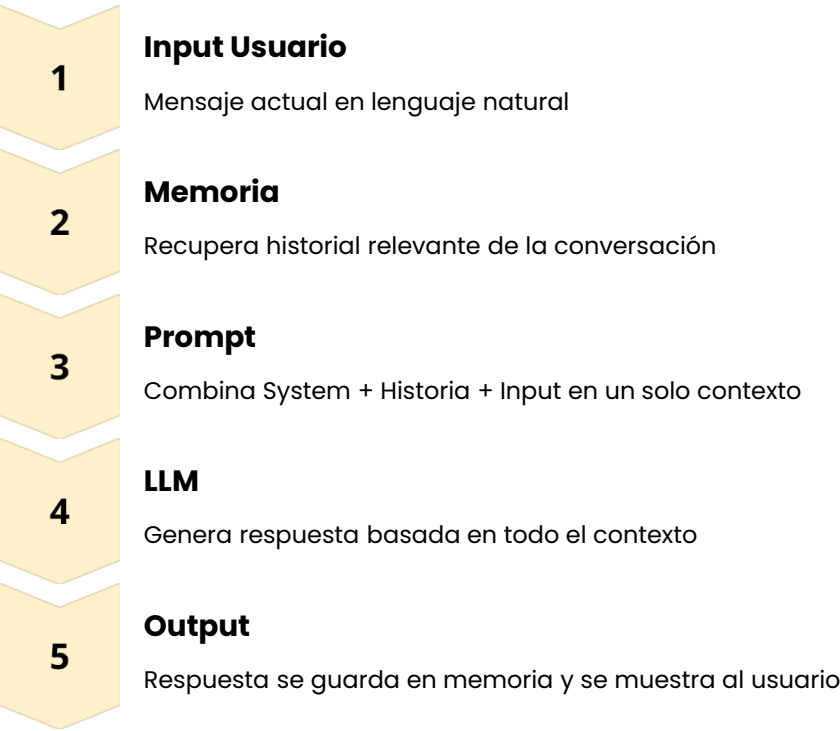 1
Input Usuario
Mensaje actual en lenguaje natural
2
Memoria
Recupera historial relevante de la conversación
3
Prompt
Combina System + Historia + Input en un solo contexto
4
LLM
Genera respuesta basada en todo el contexto
5
Output
Respuesta se guarda en memoria y se muestra al usuario